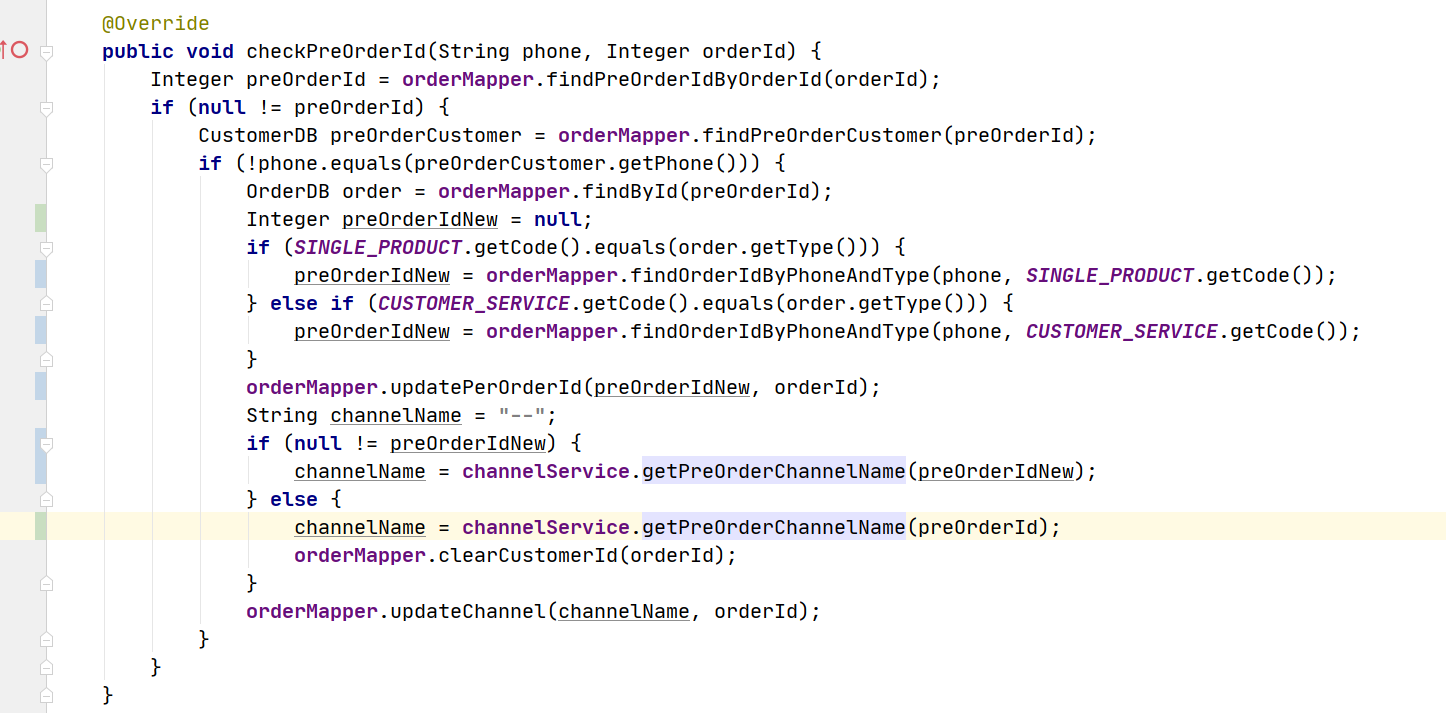 @Override
public void checkPreOrderId(String phone, Integer orderId) {
Integer preOrderId = orderMapper.findPreOrderIdByOrderId(orderId);
if (null != preOrderId) {
CustomerDB preOrderCustomer = orderMapper.findPreOrderCustomer(preOrderId);
if (!phone.equals(preOrderCustomer.getPhone())) {
OrderDB order = orderMapper.findById(preOrderId);
Integer preOrderIdNew = null;
if (SINGLE_PRODUCT.getCode().equals(order.getType())) {
preOrderIdNew = orderMapper.findOrderIdByPhoneAndType(phone, SINGLE_PRODUCT.getCode());
} else if (CUSTOMER_SERVICE.getCode().equals(order.getType())) {
preOrderIdNew = orderMapper.findOrderIdByPhoneAndType(phone, CUSTOMER_SERVICE.getCode());
}
orderMapper.updatePerOrderId(preOrderIdNew, orderId);
String channelName = "--";
if (null != preOrderIdNew) {
channelName = channelService.getPreOrderChannelName(preOrderIdNew);
} else {
channelName = channelService.getPreOrderChannelName(preOrderId);
orderMapper.clearCustomerId(orderId);
}
orderMapper.updateChannel(channelName, orderId);
}
}
}